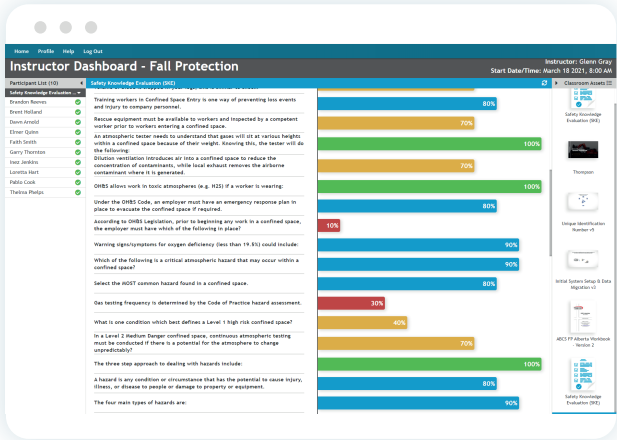 Home Profile Help Log Out
Instructor Dashboard - Fall Protection
Instructor: Glenn Gray
Start Date/Time: March 18 2021, 8:00 AM
Participant List (10)
Safety Knowledge Evaluation (SKE)
Classroom Assets
Safety Knowledge Evaluation ...
Brandon Reeves
Brent Holland
Dawn Arnold
Elmer Quinn
Faith Smith
Garry Thornton
Inez Jenkins
Loretta Hart
Pablo Cook
Thelma Phelps
Training workers in Confined Space Entry is one way of preventing loss events
and injury to company personnel.
80%
Rescue equipment must be available to workers and inspected by a competent
worker prior to workers entering a confined space.
70%
An atmospheric tester needs to understand that gases will sit at various heights
within a confined space because of their weight. Knowing this, the tester will do
the following:
100%
Dilution ventilation introduces air into a confined space to reduce the
concentration of contaminants, while local exhaust removes the airborne
contaminant where it is generated.
70%
OH&S allows work in toxic atmospheres (e.g. H2S) if a worker is wearing:
100%
Under the OH&S Code, an employer must have an emergency response plan in
place to evacuate the confined space if required.
80%
According to OH&S Legislation, prior to beginning any work in a confined space,
the employer must have which of the following in place?
10%
Warning signs/symptoms for oxygen deficiency (less than 19.5%) could include:
90%
Which of the following is a critical atmospheric hazard that may occur within a
confined space?
90%
Select the MOST common hazard found in a confined space.
80%
Gas testing frequency is determined by the Code of Practice hazard assessment.
30%
What is one condition which best defines a Level 1 high risk confined space?
40%
In a Level 2 Medium Danger confined space, continuous atmospheric testing
must be conducted if there is a potential for the atmosphere to change
unpredictably?
70%
The three step approach to dealing with hazards include:
100%
A hazard is any condition or circumstance that has the potential to cause injury,
illness, or disease to people or damage to property or equipment.
80%
The four main types of hazards are:
90%
Safety Knowledge
Evaluation (SKE)
Thompson
Unique Identification
Number v5
Initial System Setup & Data
Migration v3
ABCS FP Alberta Workbook
- Version 2
Safety Knowledge
Evaluation (SKE)